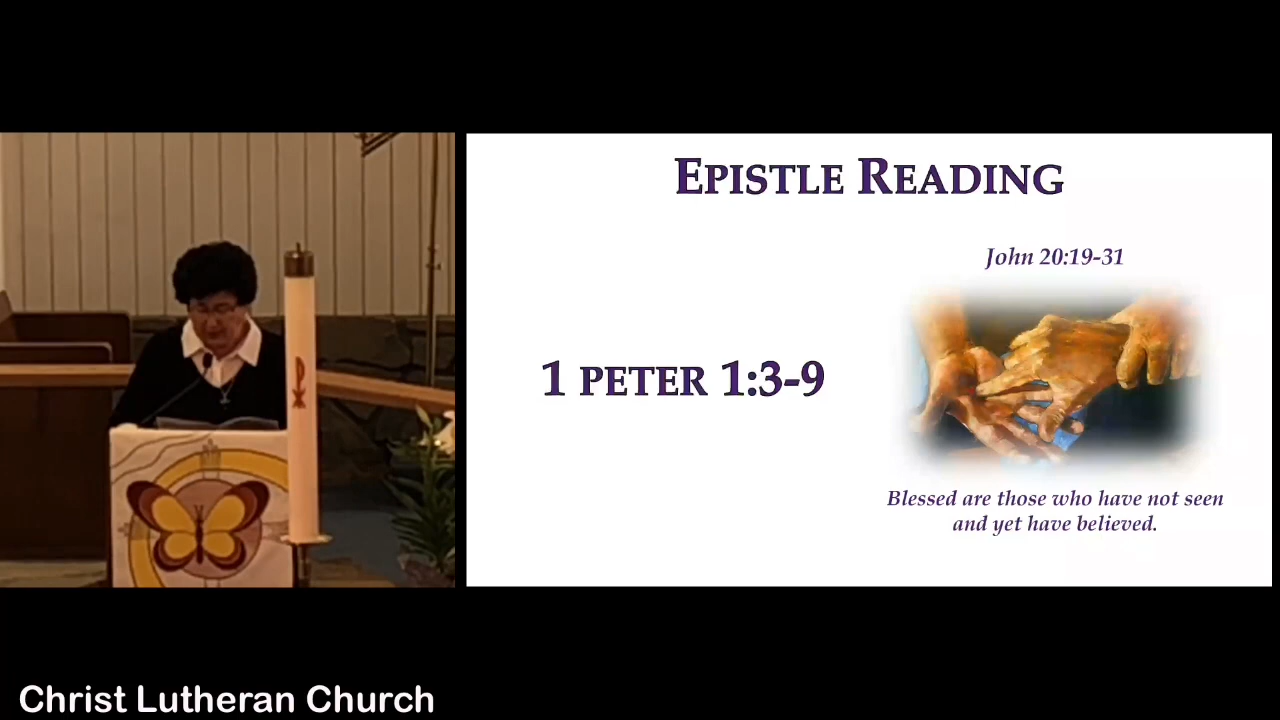 EPISTLE READING
John 20:19-31
1 PETER 1:3-9
Blessed are those who have not seen
and yet have believed.
Christ Lutheran Church